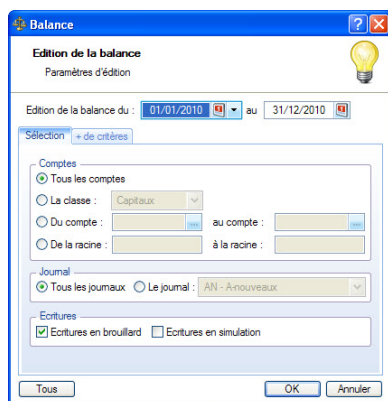 Balance
Edition de la balance
Paramètres d'édition
Edition de la balance du : 01/01/2010 au 31/12/2010
Sélection + de critères
Comptes
Tous les comptes
La classe : Capitaux
Du compte : ... au compte : ...
De la racine : à la racine :
Journal
Tous les journaux Le journal : AN - A-nouveaux
Ecritures
Ecritures en brouillard Ecritures en simulation
Tous OK Annuler